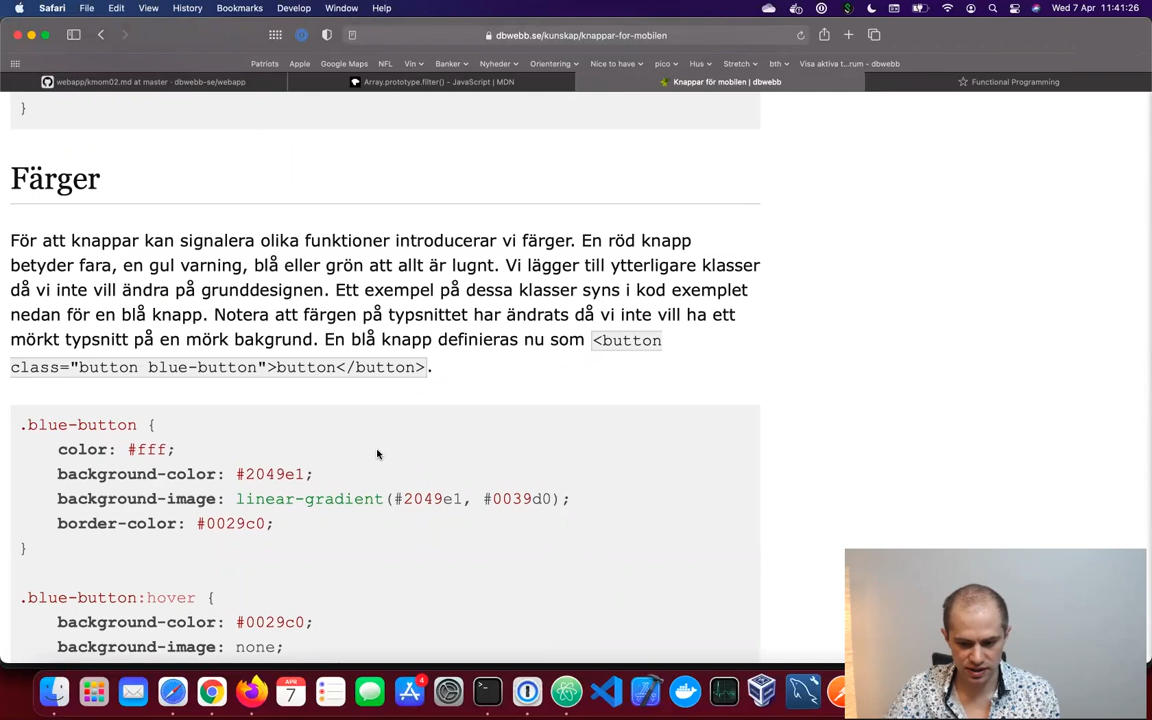 Safari File Edit View History Bookmarks Develop Window Help
Wed 7 Apr 11:41:26
dbwebb.se/kunskap/knappar-for-mobilen
Patriots Apple Google Maps NFL Vin Banker Nyheder Orientering Nice to have pico Hus Stretch bth Visa aktiva t...rum - dbwebb
webapp/kmom02.md at master · dbwebb-se/webapp
Array.prototype.filter() - JavaScript | MDN
Knappar för mobilen | dbwebb
Functional Programming
}
Färger
För att knappar kan signalera olika funktioner introducerar vi färger. En röd knapp
betyder fara, en gul varning, blå eller grön att allt är lugnt. Vi lägger till ytterligare klasser
då vi inte vill ändra på grunddesignen. Ett exempel på dessa klasser syns i kod exemplet
nedan för en blå knapp. Notera att färgen på typsnittet har ändrats då vi inte vill ha ett
mörkt typsnitt på en mörk bakgrund. En blå knapp definieras nu som <button
class="button blue-button">button</button>.
.blue-button {
color: #fff;
background-color: #2049e1;
background-image: linear-gradient(#2049e1, #0039d0);
border-color: #0029c0;
}
.blue-button:hover {
background-color: #0029c0;
background-image: none;
4
APR
7